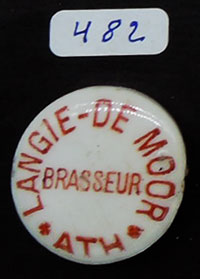 482
LANGIE-DE MOOR
BRASSEUR
* ATH *